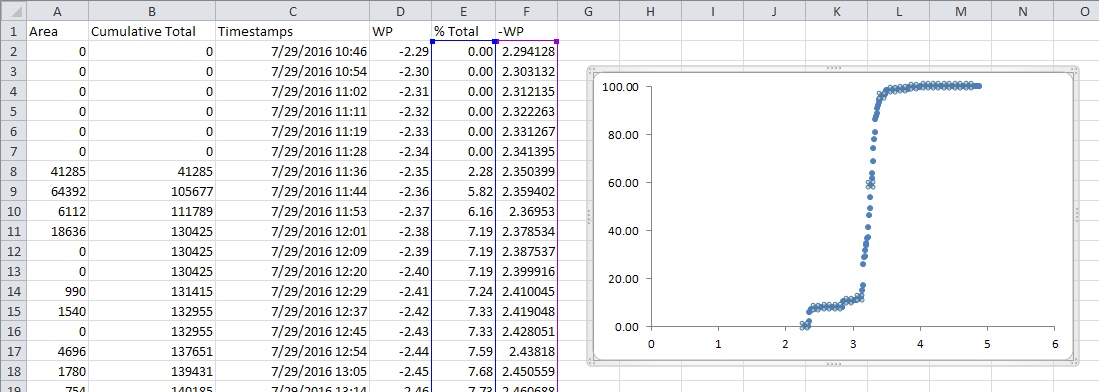 A B C D E F G H I J K L M N O
1 Area Cumulative Total Timestamps WP % Total -WP
2 0 0 7/29/2016 10:46 -2.29 0.00 2.294128
3 0 0 7/29/2016 10:54 -2.30 0.00 2.303132
4 0 0 7/29/2016 11:02 -2.31 0.00 2.312135
5 0 0 7/29/2016 11:11 -2.32 0.00 2.322263
6 0 0 7/29/2016 11:19 -2.33 0.00 2.331267
7 0 0 7/29/2016 11:28 -2.34 0.00 2.341395
8 41285 41285 7/29/2016 11:36 -2.35 2.28 2.350399
9 64392 105677 7/29/2016 11:44 -2.36 5.82 2.359402
10 6112 111789 7/29/2016 11:53 -2.37 6.16 2.36953
11 18636 130425 7/29/2016 12:01 -2.38 7.19 2.378534
12 0 130425 7/29/2016 12:09 -2.39 7.19 2.387537
13 0 130425 7/29/2016 12:20 -2.40 7.19 2.399916
14 990 131415 7/29/2016 12:29 -2.41 7.24 2.410045
15 1540 132955 7/29/2016 12:37 -2.42 7.33 2.419048
16 0 132955 7/29/2016 12:45 -2.43 7.33 2.428051
17 4696 137651 7/29/2016 12:54 -2.44 7.59 2.43818
18 1780 139431 7/29/2016 13:05 -2.45 7.68 2.450559
19 754 140185 7/29/2016 13:14 -2.46 7.73 2.460688
100.00
80.00
60.00
40.00
20.00
0.00
0 1 2 3 4 5 6